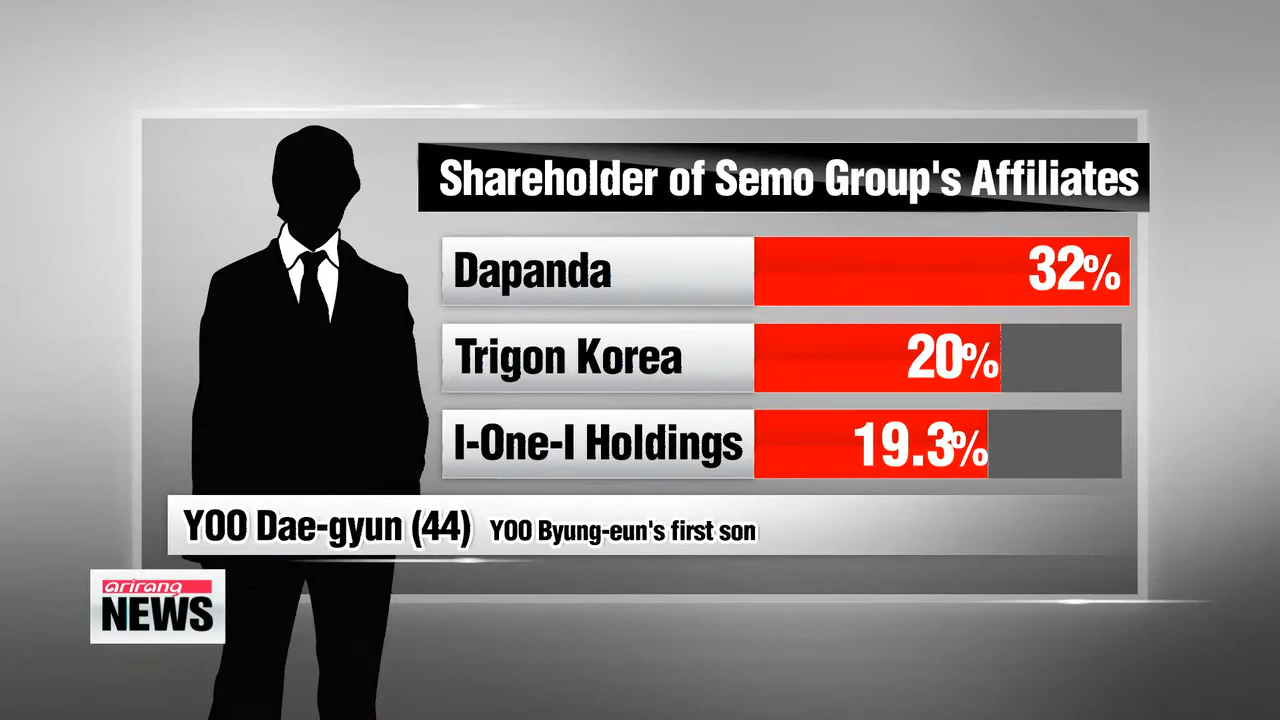 Shareholder of Semo Group's Affiliates
Dapanda 32%
Trigon Korea 20%
I-One-I Holdings 19.3%
YOO Dae-gyun (44) YOO Byung-eun's first son
arirang
NEWS